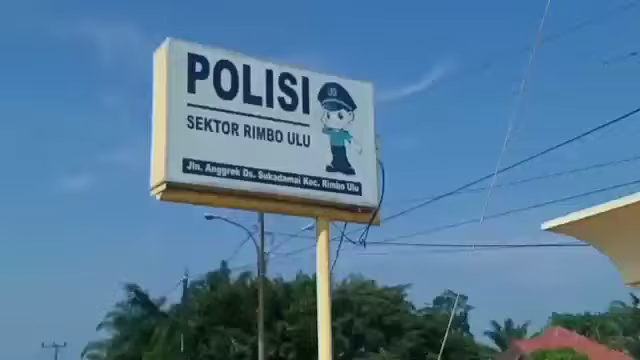 POLISI
SEKTOR RIMBO ULU
Jln. Anggrek Ds. Sukadamai Kec. Rimbo Ulu